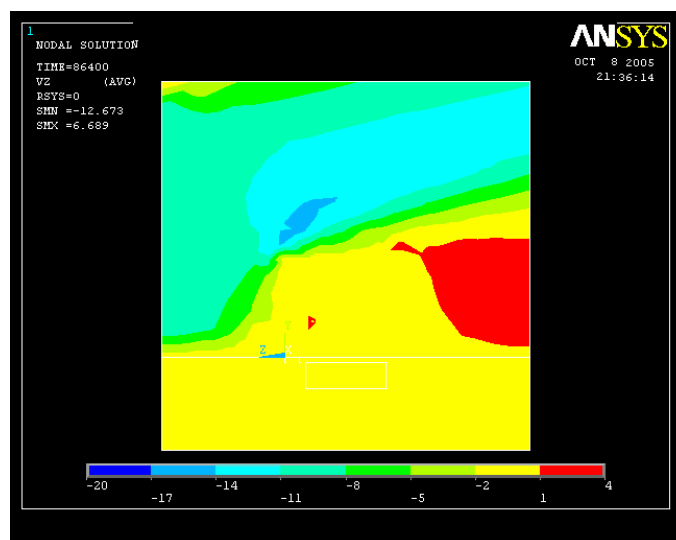 1
NODAL SOLUTION
TIME=86400
VZ (AVG)
RSYS=0
SMN =-12.673
SMX =6.689
ANSYS
OCT 8 2005
21:36:14
Y
Z X
-20 -14 -8 -2 4
-17 -11 -5 1